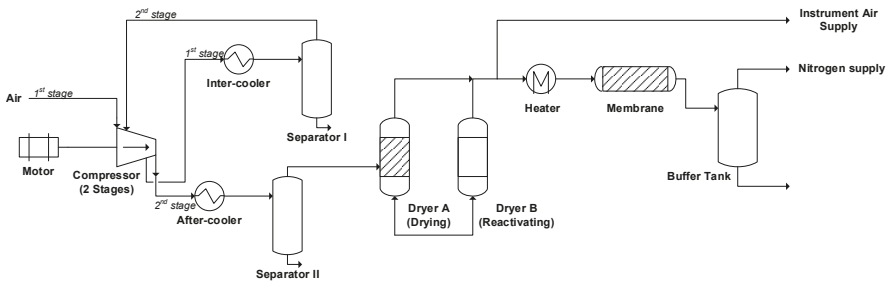 2nd stage
Instrument Air
Supply
1st stage
Inter-cooler
Nitrogen supply
Air
1st stage
Heater
Membrane
Separator I
Motor
Compressor
(2 Stages)
Buffer Tank
2nd stage
After-cooler
Dryer A
(Drying)
Dryer B
(Reactivating)
Separator II